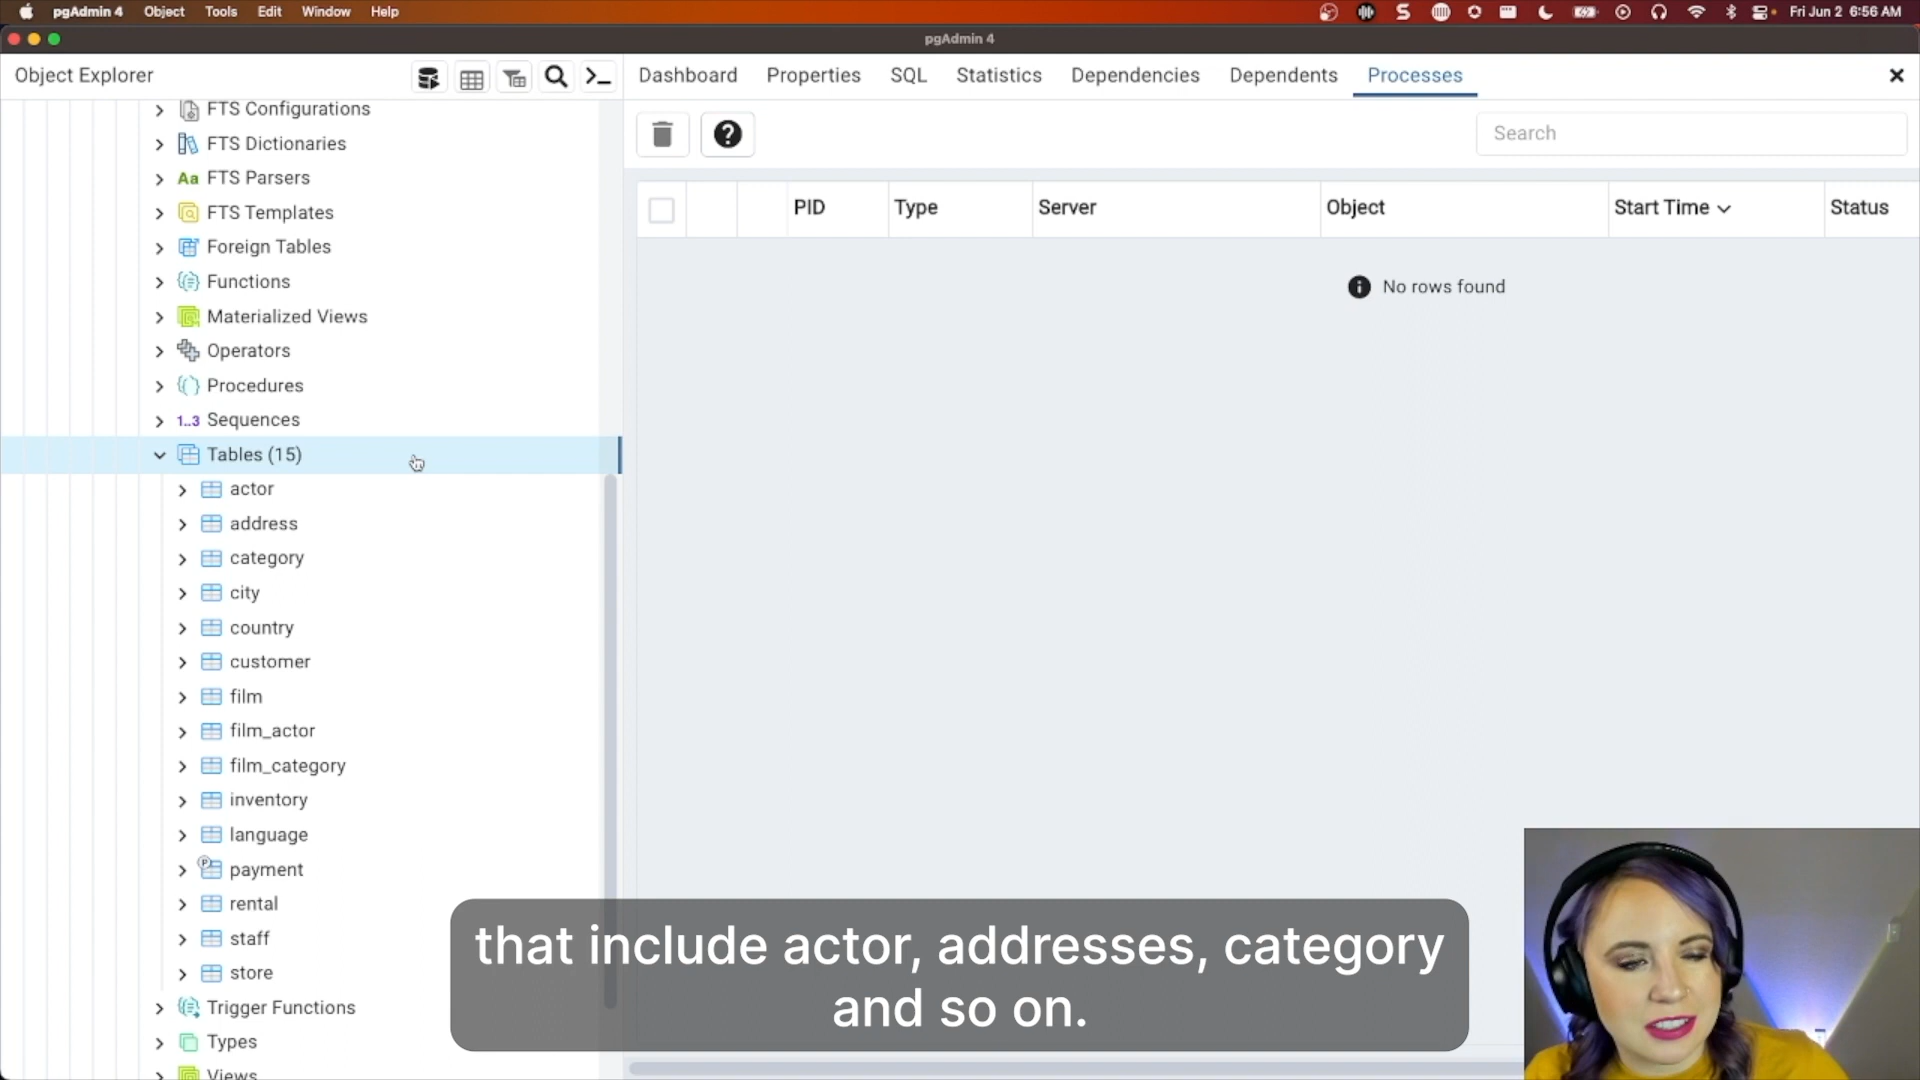 pgAdmin 4 Object Tools Edit Window Help Fri Jun 2 6:56 AM
pgAdmin 4
Object Explorer
Dashboard Properties SQL Statistics Dependencies Dependents Processes
Search
PID Type Server Object Start Time Status
No rows found
FTS Configurations
FTS Dictionaries
Aa FTS Parsers
FTS Templates
Foreign Tables
Functions
Materialized Views
Operators
Procedures
1..3 Sequences
Tables (15)
actor
address
category
city
country
customer
film
film_actor
film_category
inventory
language
payment
rental
staff
store
Trigger Functions
Types
Views
that include actor, addresses, category
and so on.